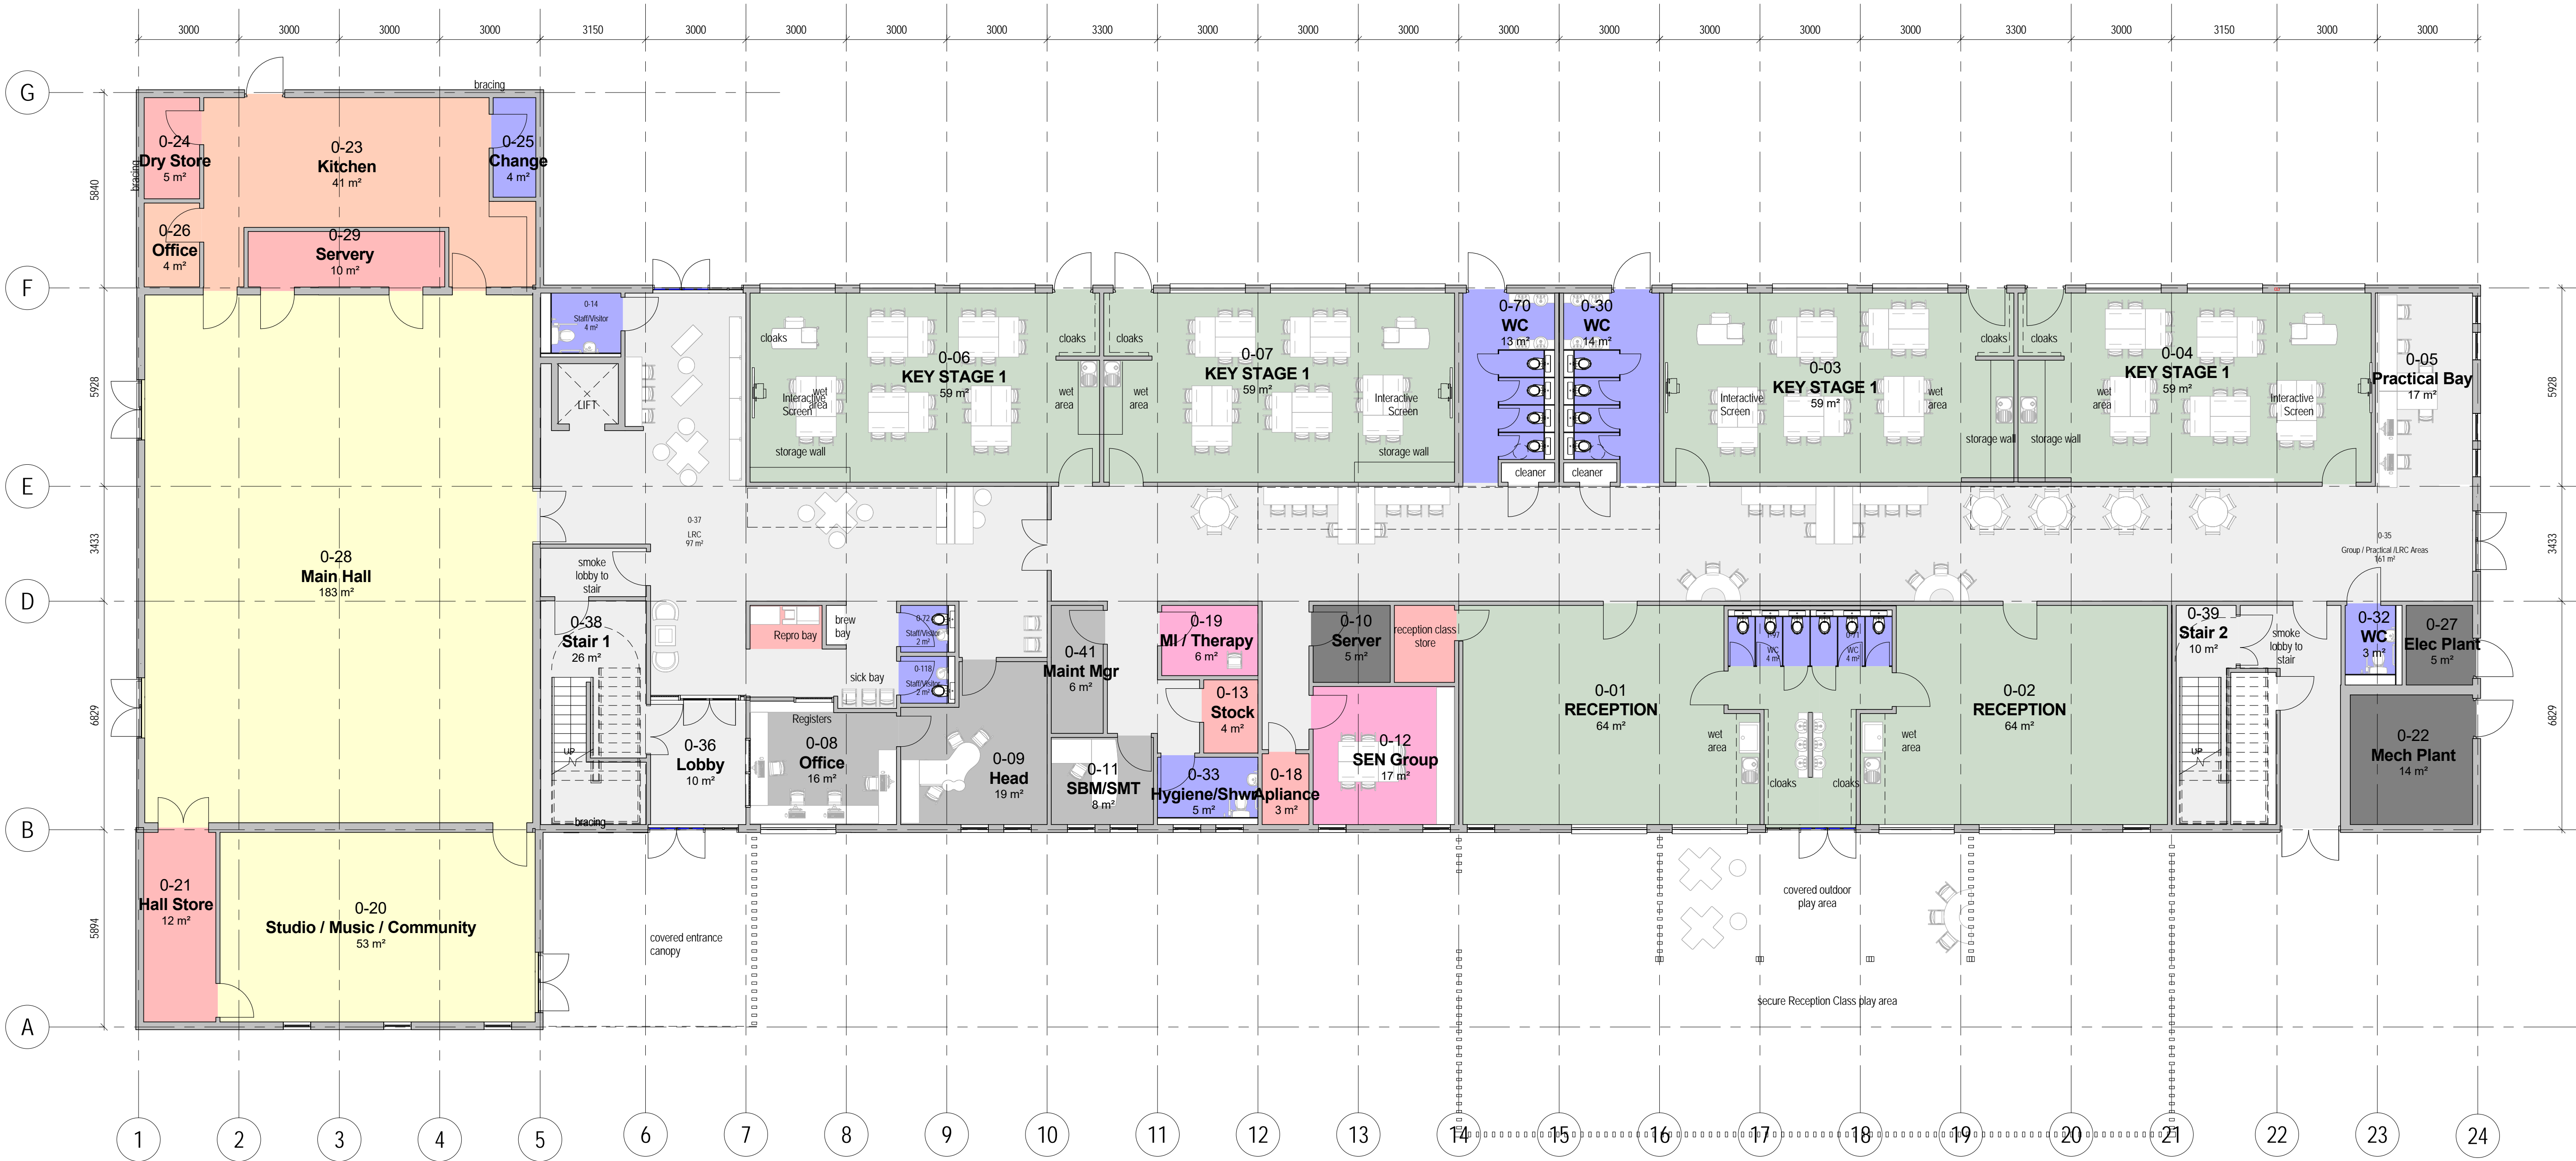 3000
3000
3000
3000
3150
3000
3000
3000
3000
3300
3000
3000
3000
3000
3000
3000
3000
3000
3300
3000
3150
3000
3000
G
F
E
D
B
A
5840
5928
3433
6829
5894
5928
3433
6829
bracing
bracing
0-24
Dry Store
5 m²
0-23
Kitchen
41 m²
0-25
Change
4 m²
0-26
Office
4 m²
0-29
Servery
10 m²
0-28
Main Hall
183 m²
0-14
Staff/Visitor
4 m²
LIFT
cloaks
Interactive
Screen
wet
area
storage wall
0-06
KEY STAGE 1
59 m²
cloaks
wet
area
cloaks
wet
area
0-07
KEY STAGE 1
59 m²
Interactive
Screen
storage wall
0-70
WC
13 m²
cleaner
0-30
WC
14 m²
cleaner
Interactive
Screen
0-03
KEY STAGE 1
59 m²
wet
area
cloaks
storage wall
cloaks
storage wall
wet
area
0-04
KEY STAGE 1
59 m²
Interactive
Screen
0-05
Practical Bay
17 m²
0-37
LRC
97 m²
0-35
Group / Practical /LRC Areas
161 m²
smoke
lobby to
stair
0-38
Stair 1
26 m²
UP
bracing
0-36
Lobby
10 m²
Repro bay
brew
bay
sick bay
0-72
Staff/Visitor
2 m²
0-118
Staff/Visitor
2 m²
Registers
0-08
Office
16 m²
0-09
Head
19 m²
0-41
Maint Mgr
6 m²
0-11
SBM/SMT
8 m²
0-19
MI / Therapy
6 m²
0-13
Stock
4 m²
0-33
Hygiene/Shwr
5 m²
0-18
Apliance
3 m²
0-10
Server
5 m²
reception class
store
0-12
SEN Group
17 m²
0-01
RECEPTION
64 m²
wet
area
cloaks
WC
4 m²
0-71
WC
4 m²
cloaks
wet
area
0-02
RECEPTION
64 m²
0-39
Stair 2
10 m²
UP
smoke
lobby to
stair
0-32
WC
3 m²
0-27
Elec Plant
5 m²
0-22
Mech Plant
14 m²
0-21
Hall Store
12 m²
0-20
Studio / Music / Community
53 m²
covered entrance
canopy
covered outdoor
play area
secure Reception Class play area
1
2
3
4
5
6
7
8
9
10
11
12
13
14
15
16
17
18
19
20
21
22
23
24